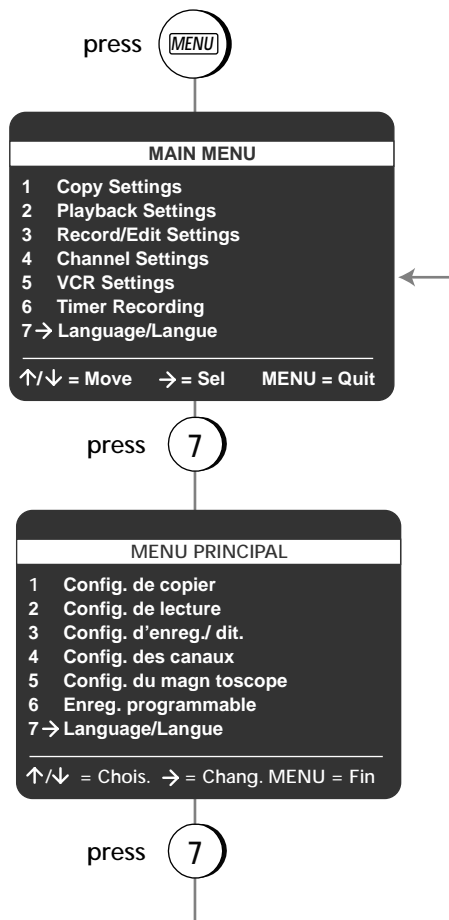 press MENU
MAIN MENU
1 Copy Settings
2 Playback Settings
3 Record/Edit Settings
4 Channel Settings
5 VCR Settings
6 Timer Recording
7→ Language/Langue
↑/↓ = Move → = Sel MENU = Quit
press 7
MENU PRINCIPAL
1 Config. de copier
2 Config. de lecture
3 Config. d'enreg./ dit.
4 Config. des canaux
5 Config. du magn toscope
6 Enreg. programmable
7→ Language/Langue
↑/↓ = Chois. → = Chang. MENU = Fin
press 7